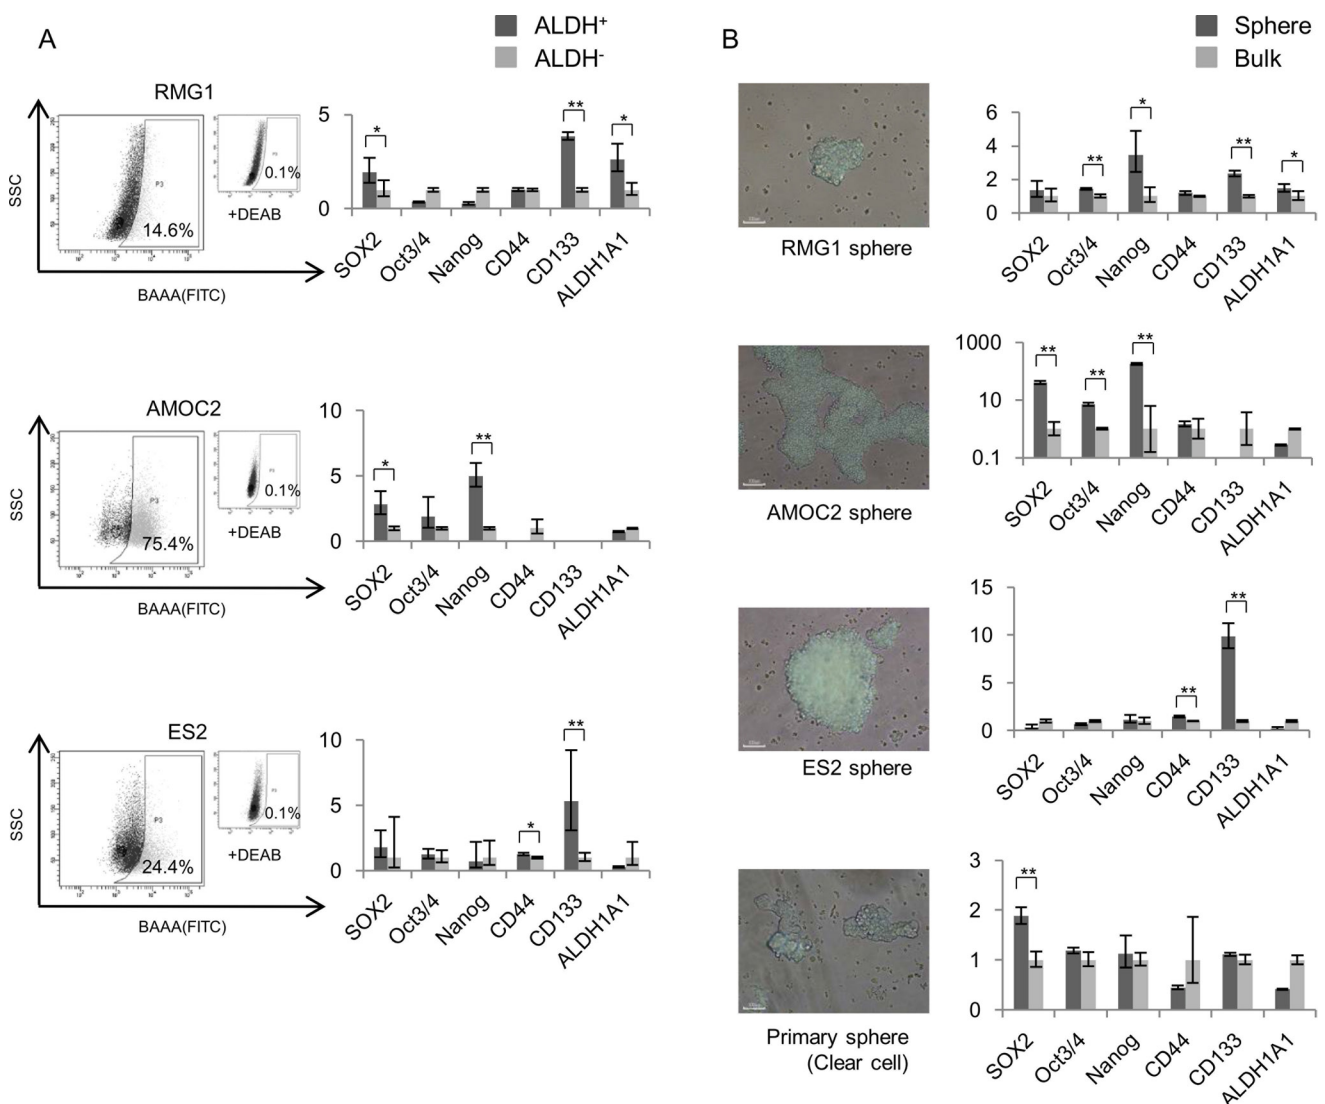 A
ALDH⁺
ALDH⁻
RMG1
SSC
P3
14.6%
0.1%
+DEAB
BAAA(FITC)
5
0
*
**
*
SOX2
Oct3/4
Nanog
CD44
CD133
ALDH1A1
AMOC2
SSC
P3
75.4%
0.1%
+DEAB
BAAA(FITC)
10
5
0
*
**
SOX2
Oct3/4
Nanog
CD44
CD133
ALDH1A1
ES2
SSC
P3
24.4%
0.1%
+DEAB
BAAA(FITC)
10
5
0
*
**
SOX2
Oct3/4
Nanog
CD44
CD133
ALDH1A1
B
Sphere
Bulk
RMG1 sphere
6
4
2
0
**
*
**
*
SOX2
Oct3/4
Nanog
CD44
CD133
ALDH1A1
AMOC2 sphere
1000
10
0.1
**
**
**
SOX2
Oct3/4
Nanog
CD44
CD133
ALDH1A1
ES2 sphere
15
10
5
0
**
**
SOX2
Oct3/4
Nanog
CD44
CD133
ALDH1A1
Primary sphere
(Clear cell)
3
2
1
0
**
SOX2
Oct3/4
Nanog
CD44
CD133
ALDH1A1